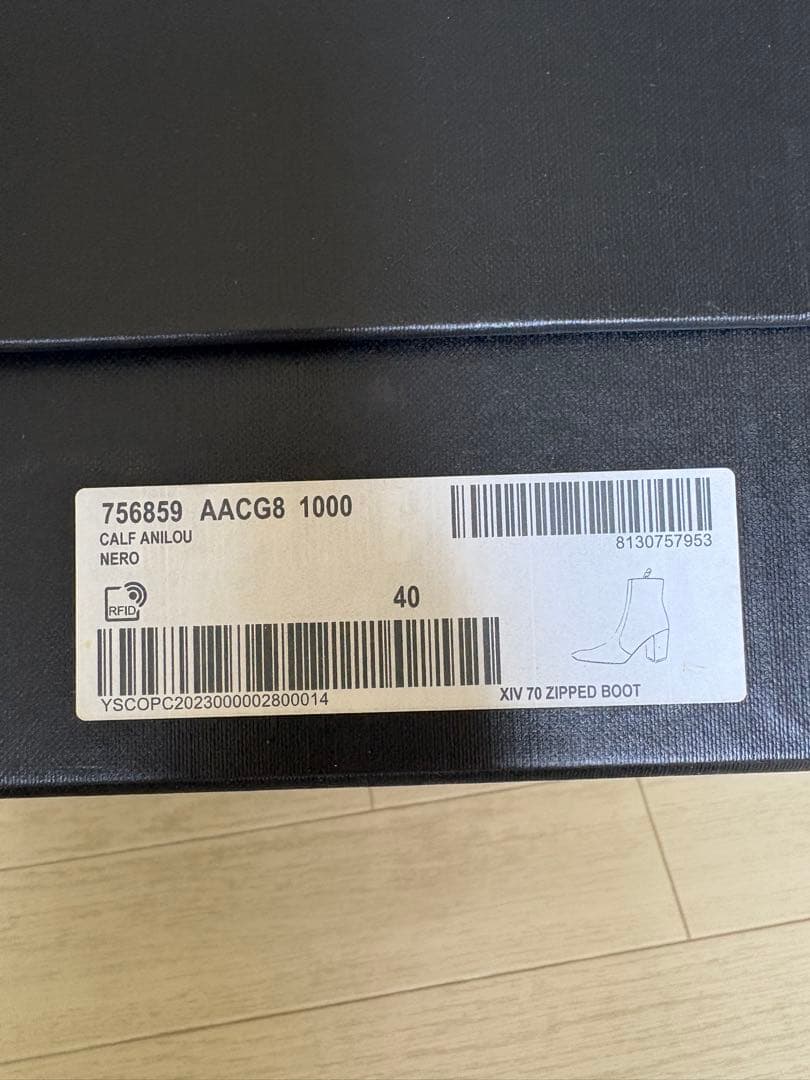 756859 AACG8 1000
CALF ANILOU
NERO
8130757953
RFID
40
YSCOPC2023000002800014
XIV 70 ZIPPED BOOT